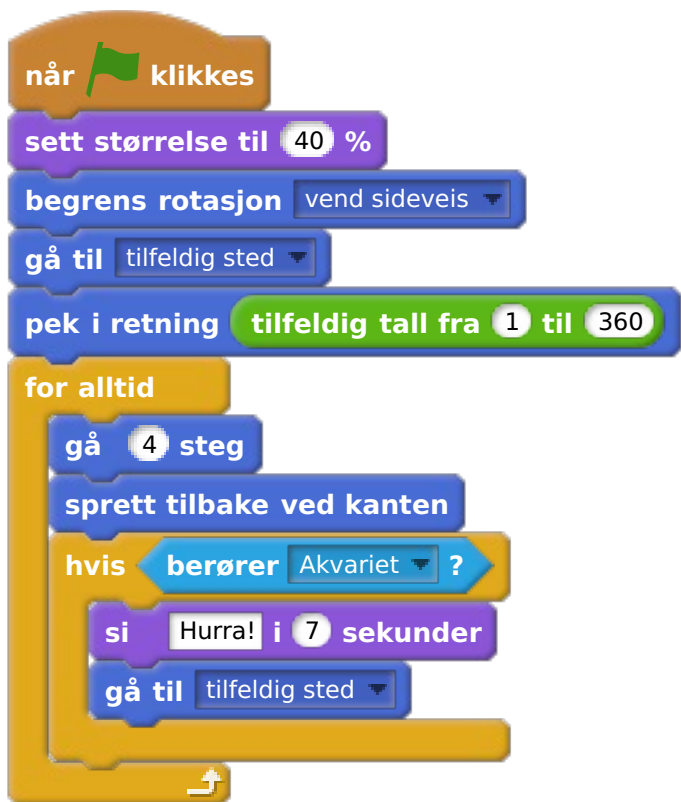 når klikkes
sett størrelse til 40 %
begrens rotasjon vend sideveis
gå til tilfeldig sted
pek i retning tilfeldig tall fra 1 til 360
for alltid
gå 4 steg
sprett tilbake ved kanten
hvis berører Akvariet ?
si Hurra! i 7 sekunder
gå til tilfeldig sted